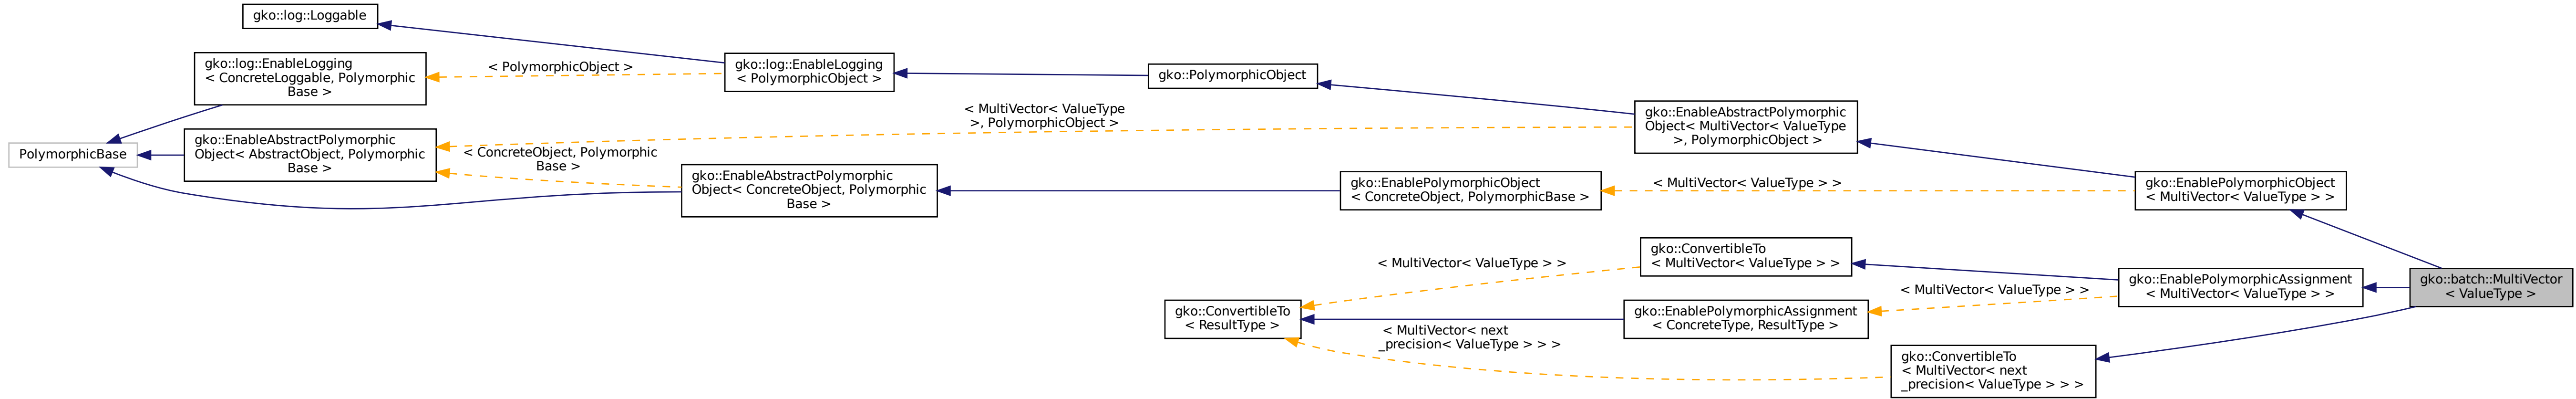 gko::log::Loggable
gko::log::EnableLogging
< ConcreteLoggable, Polymorphic
Base >
< PolymorphicObject >
gko::log::EnableLogging
< PolymorphicObject >
gko::PolymorphicObject
gko::EnableAbstractPolymorphic
Object< MultiVector< ValueType
>, PolymorphicObject >
< MultiVector< ValueType
>, PolymorphicObject >
PolymorphicBase
gko::EnableAbstractPolymorphic
Object< AbstractObject, Polymorphic
Base >
< ConcreteObject, Polymorphic
Base >
gko::EnableAbstractPolymorphic
Object< ConcreteObject, Polymorphic
Base >
gko::EnablePolymorphicObject
< ConcreteObject, PolymorphicBase >
< MultiVector< ValueType > >
gko::EnablePolymorphicObject
< MultiVector< ValueType > >
gko::ConvertibleTo
< MultiVector< ValueType > >
< MultiVector< ValueType > >
gko::EnablePolymorphicAssignment
< MultiVector< ValueType > >
gko::batch::MultiVector
< ValueType >
gko::ConvertibleTo
< ResultType >
gko::EnablePolymorphicAssignment
< ConcreteType, ResultType >
< MultiVector< ValueType > >
< MultiVector< next
_precision< ValueType > > >
gko::ConvertibleTo
< MultiVector< next
_precision< ValueType > > >